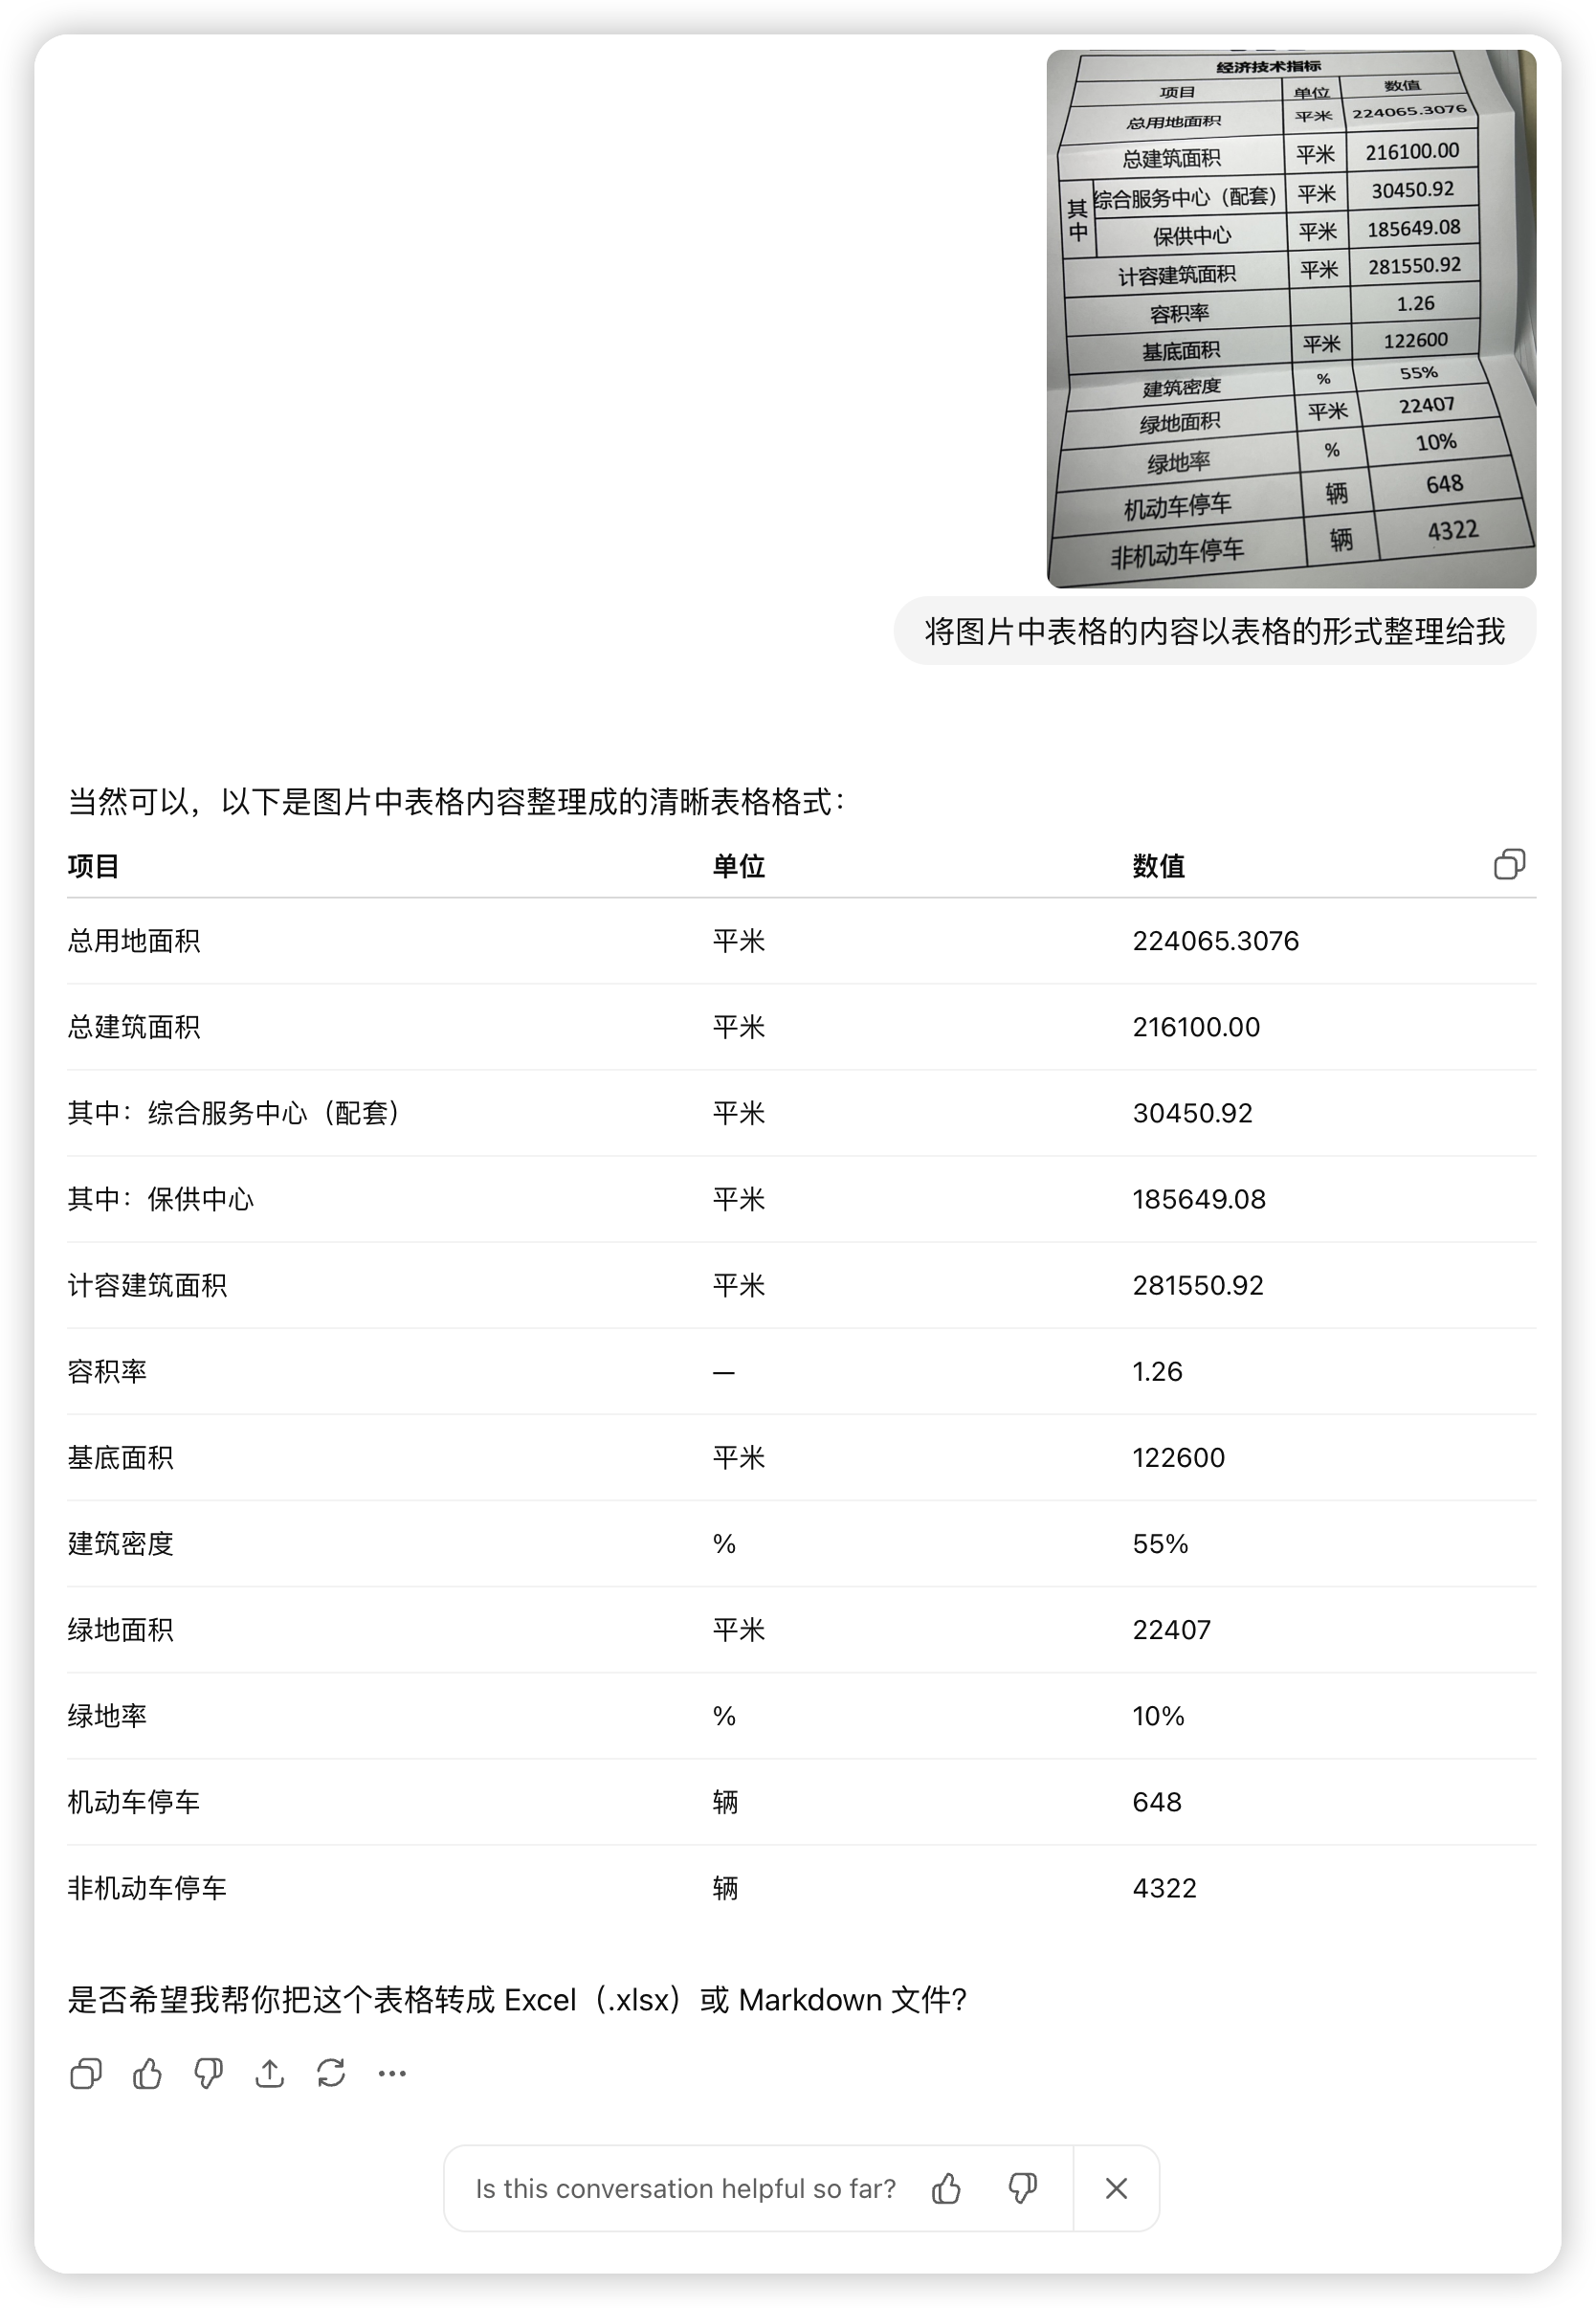 经济技术指标
项目 单位 数值
总用地面积 平米 224065.3076
总建筑面积 平米 216100.00
其中
综合服务中心（配套） 平米 30450.92
保供中心 平米 185649.08
计容建筑面积 平米 281550.92
容积率 1.26
基底面积 平米 122600
建筑密度 % 55%
绿地面积 平米 22407
绿地率 % 10%
机动车停车 辆 648
非机动车停车 辆 4322
将图片中表格的内容以表格的形式整理给我
当然可以，以下是图片中表格内容整理成的清晰表格格式：
项目 单位 数值
总用地面积 平米 224065.3076
总建筑面积 平米 216100.00
其中：综合服务中心（配套） 平米 30450.92
其中：保供中心 平米 185649.08
计容建筑面积 平米 281550.92
容积率 — 1.26
基底面积 平米 122600
建筑密度 % 55%
绿地面积 平米 22407
绿地率 % 10%
机动车停车 辆 648
非机动车停车 辆 4322
是否希望我帮你把这个表格转成 Excel（.xlsx）或 Markdown 文件？
Is this conversation helpful so far?